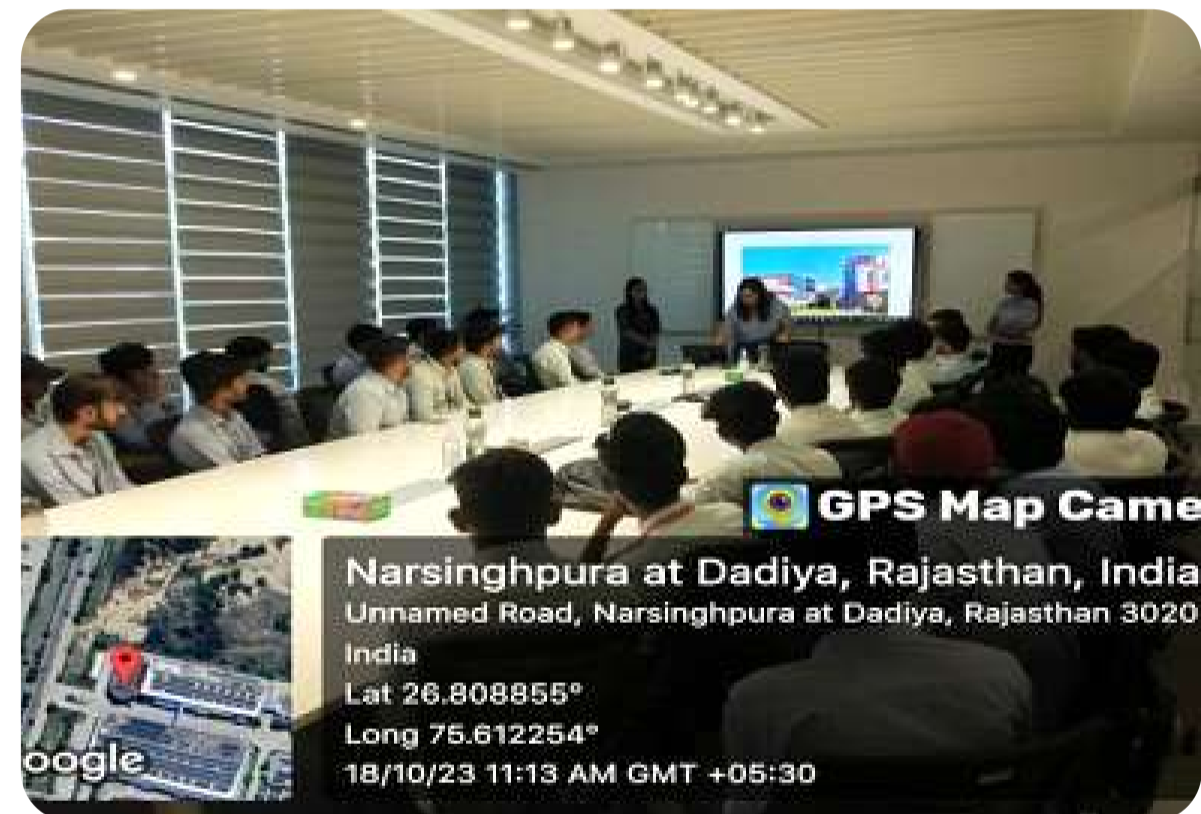 GPS Map Came
Narsinghpura at Dadiya, Rajasthan, India
Unnamed Road, Narsinghpura at Dadiya, Rajasthan 3020
India
Lat 26.808855°
Long 75.612254°
18/10/23 11:13 AM GMT +05:30
oogle